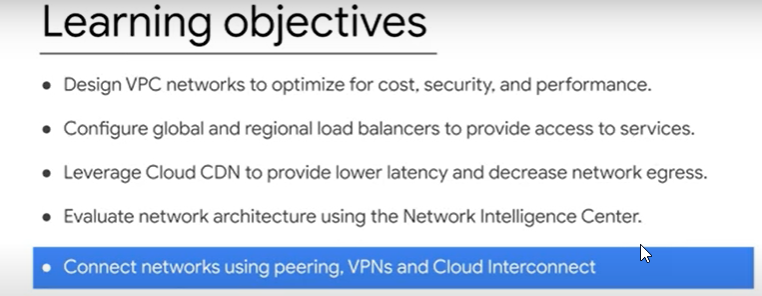 Learning objectives
● Design VPC networks to optimize for cost, security, and performance.
● Configure global and regional load balancers to provide access to services.
● Leverage Cloud CDN to provide lower latency and decrease network egress.
● Evaluate network architecture using the Network Intelligence Center.
● Connect networks using peering, VPNs and Cloud Interconnect